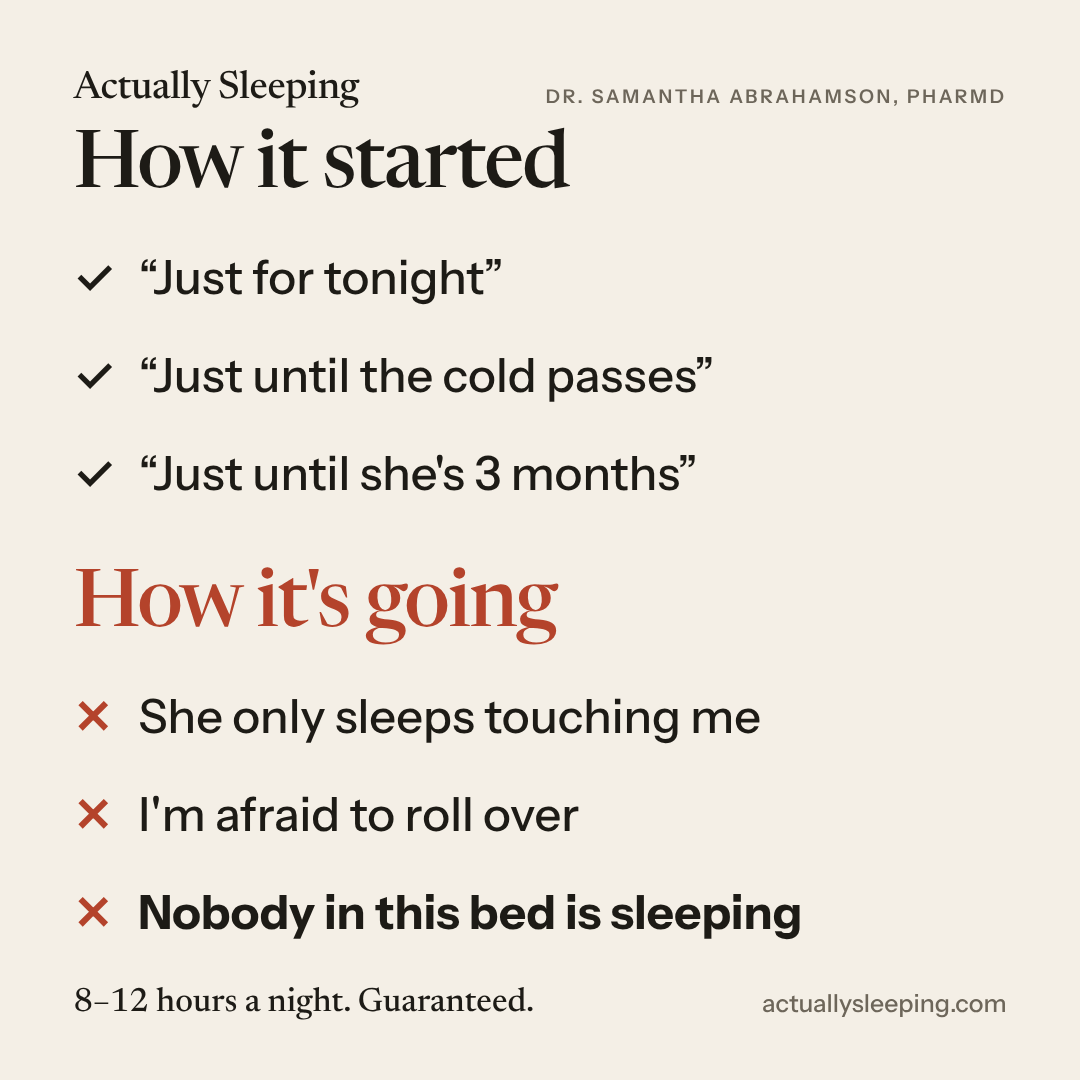 Actually Sleeping
DR. SAMANTHA ABRAHAMSON, PHARMD
How it started
“Just for tonight”
“Just until the cold passes”
“Just until she's 3 months”
How it's going
She only sleeps touching me
I'm afraid to roll over
Nobody in this bed is sleeping
8–12 hours a night. Guaranteed.
actuallysleeping.com